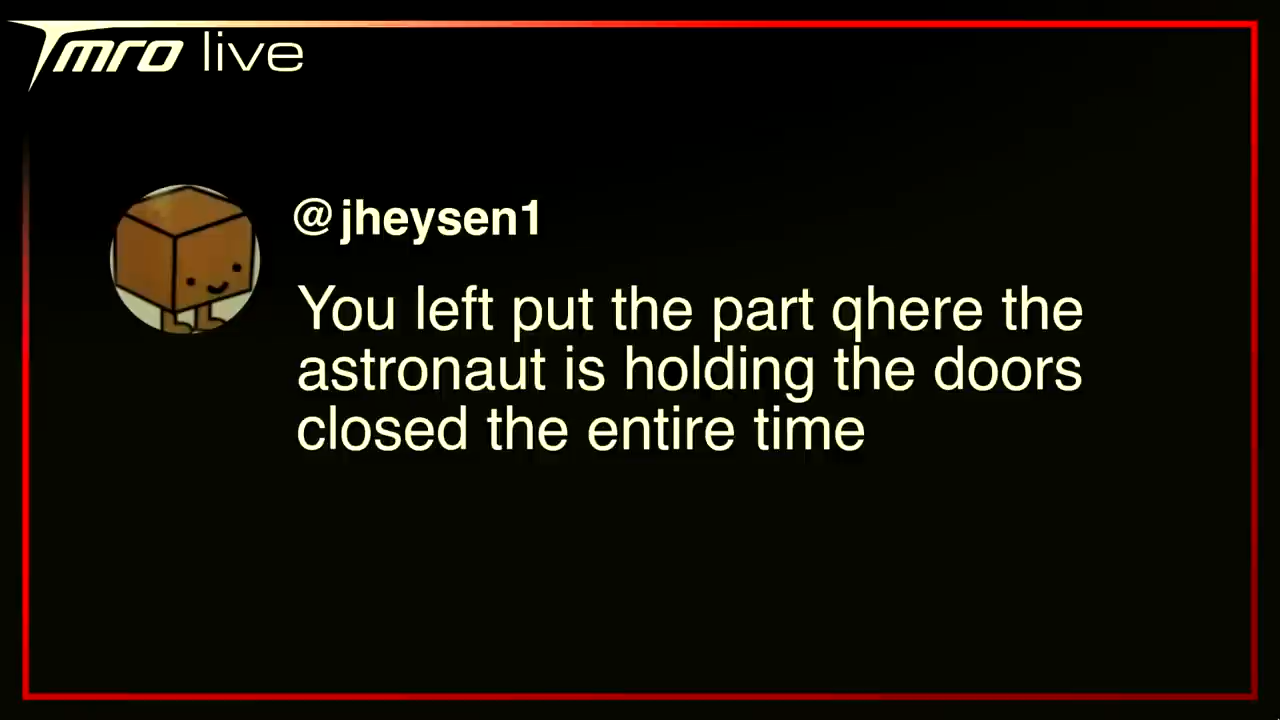 Tmro live
@jheysen1
You left put the part qhere the
astronaut is holding the doors
closed the entire time